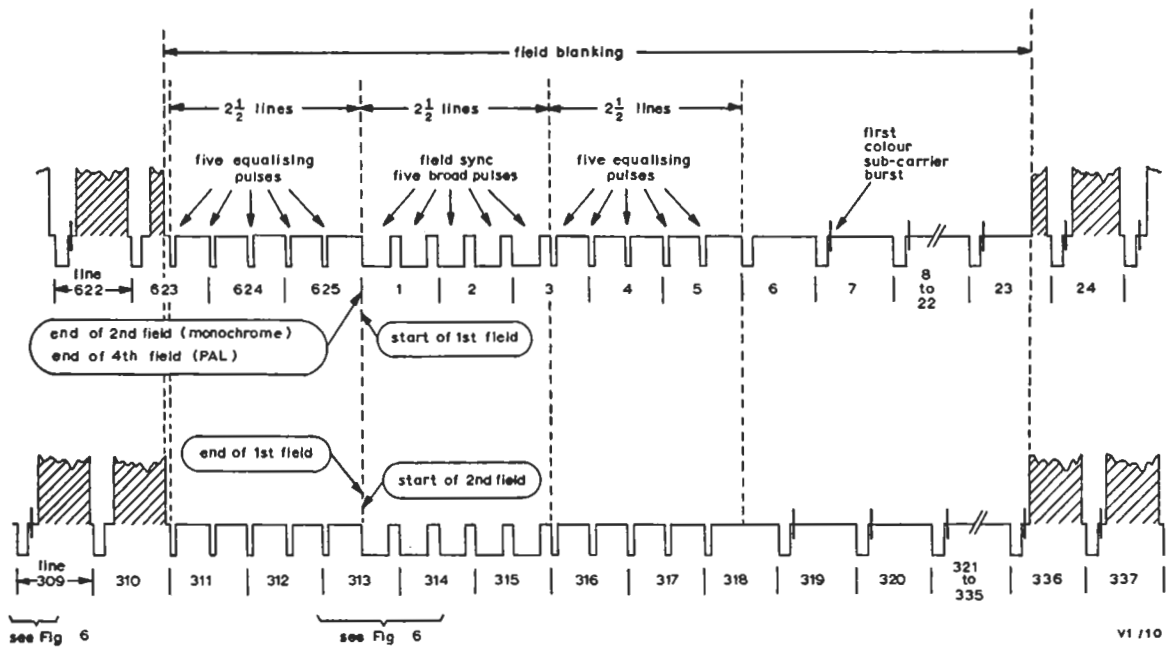 field blanking
2½ lines
2½ lines
2½ lines
five equalising
pulses
field sync
five broad pulses
five equalising
pulses
first
colour
sub-carrier
burst
line
622
623
624
625
1
2
3
4
5
6
7
8
to
22
23
24
end of 2nd field (monochrome)
end of 4th field (PAL)
start of 1st field
end of 1st field
start of 2nd field
line
309
310
311
312
313
314
315
316
317
318
319
320
321
to
335
336
337
see Fig 6
see Fig 6
V1/10